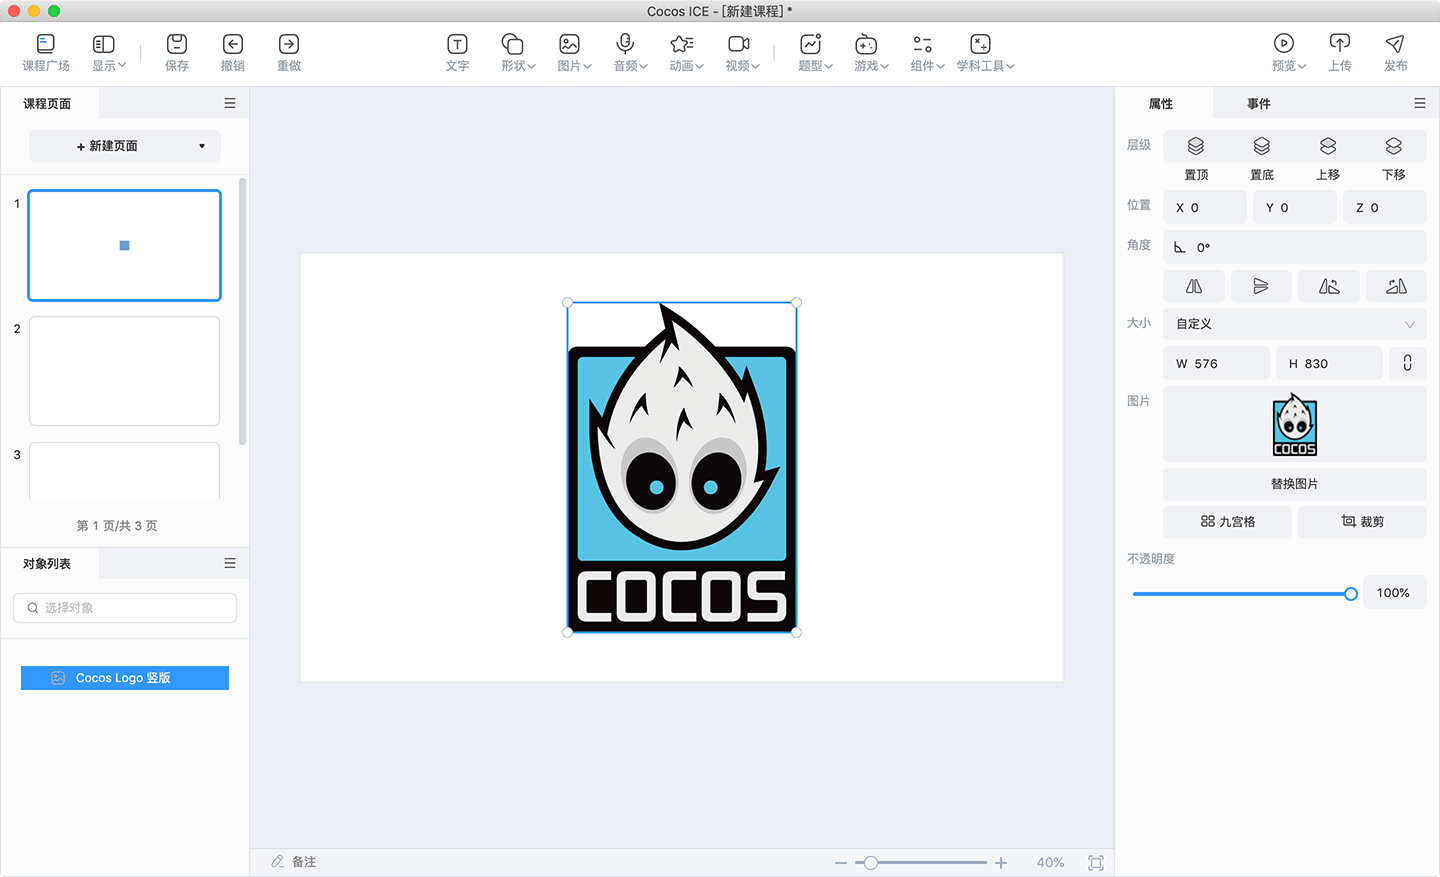 Cocos ICE - [新建课程] *
课程广场 显示 保存 撤销 重做 文字 形状 图片 音频 动画 视频 题型 游戏 组件 学科工具 预览 上传 发布
课程页面
+ 新建页面
1
2
3
第 1 页/共 3 页
对象列表
选择对象
Cocos Logo 竖版
COCOS
备注
40%
属性 事件
层级
置顶 置底 上移 下移
位置 X 0 Y 0 Z 0
角度 0°
大小 自定义
W 576 H 830
图片
COCOS
替换图片
九宫格 裁剪
不透明度
100%